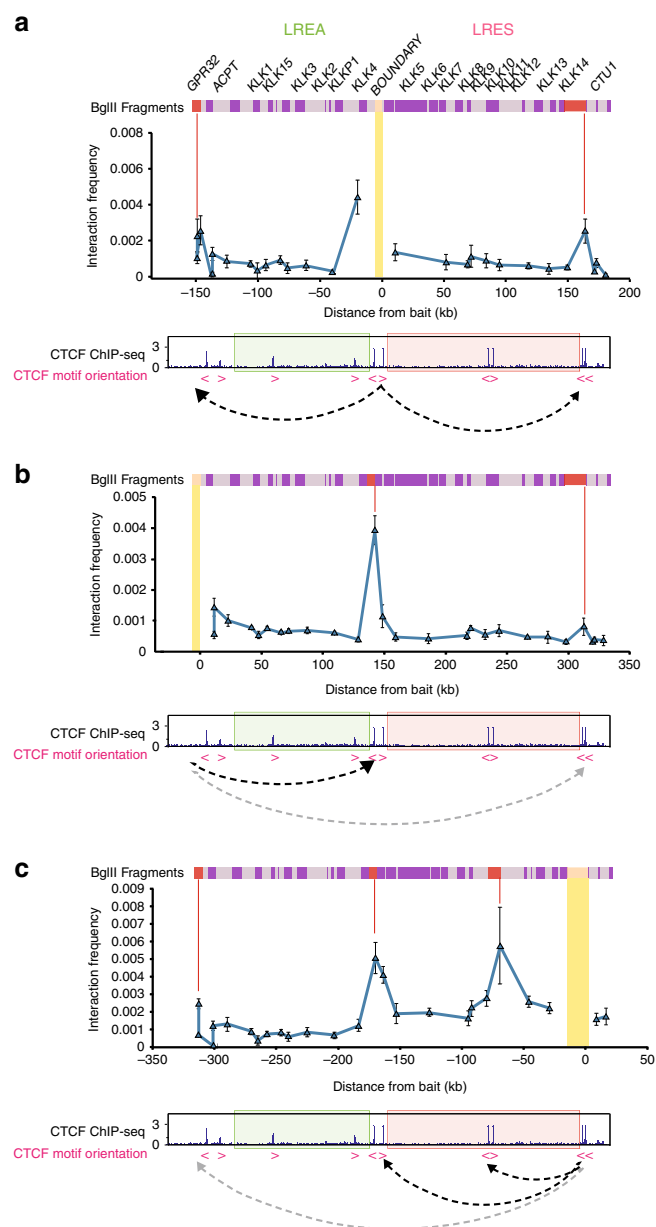 a
LREA LRES
GPR32 ACPT KLK1 KLK15 KLK3 KLK2 KLKP1 KLK4 BOUNDARY KLK5 KLK6 KLK7 KLK8 KLK9 KLK10 KLK11 KLK12 KLK13 KLK14 CTU1
BglII Fragments
0.008
0.006
0.004
0.002
0
Interaction frequency
−150 −100 −50 0 50 100 150 200
Distance from bait (kb)
CTCF ChIP-seq 3
0
CTCF motif orientation < > > > < > < > < <
b
BglII Fragments
0.005
0.004
0.003
0.002
0.001
0
Interaction frequency
0 50 100 150 200 250 300 350
Distance from bait (kb)
CTCF ChIP-seq 3
0
CTCF motif orientation < > > > < > < > < <
c
BglII Fragments
0.009
0.008
0.007
0.006
0.005
0.004
0.003
0.002
0.001
0
Interaction frequency
−350 −300 −250 −200 −150 −100 −50 0 50
Distance from bait (kb)
CTCF ChIP-seq 3
0
CTCF motif orientation < > > > < > < > < <